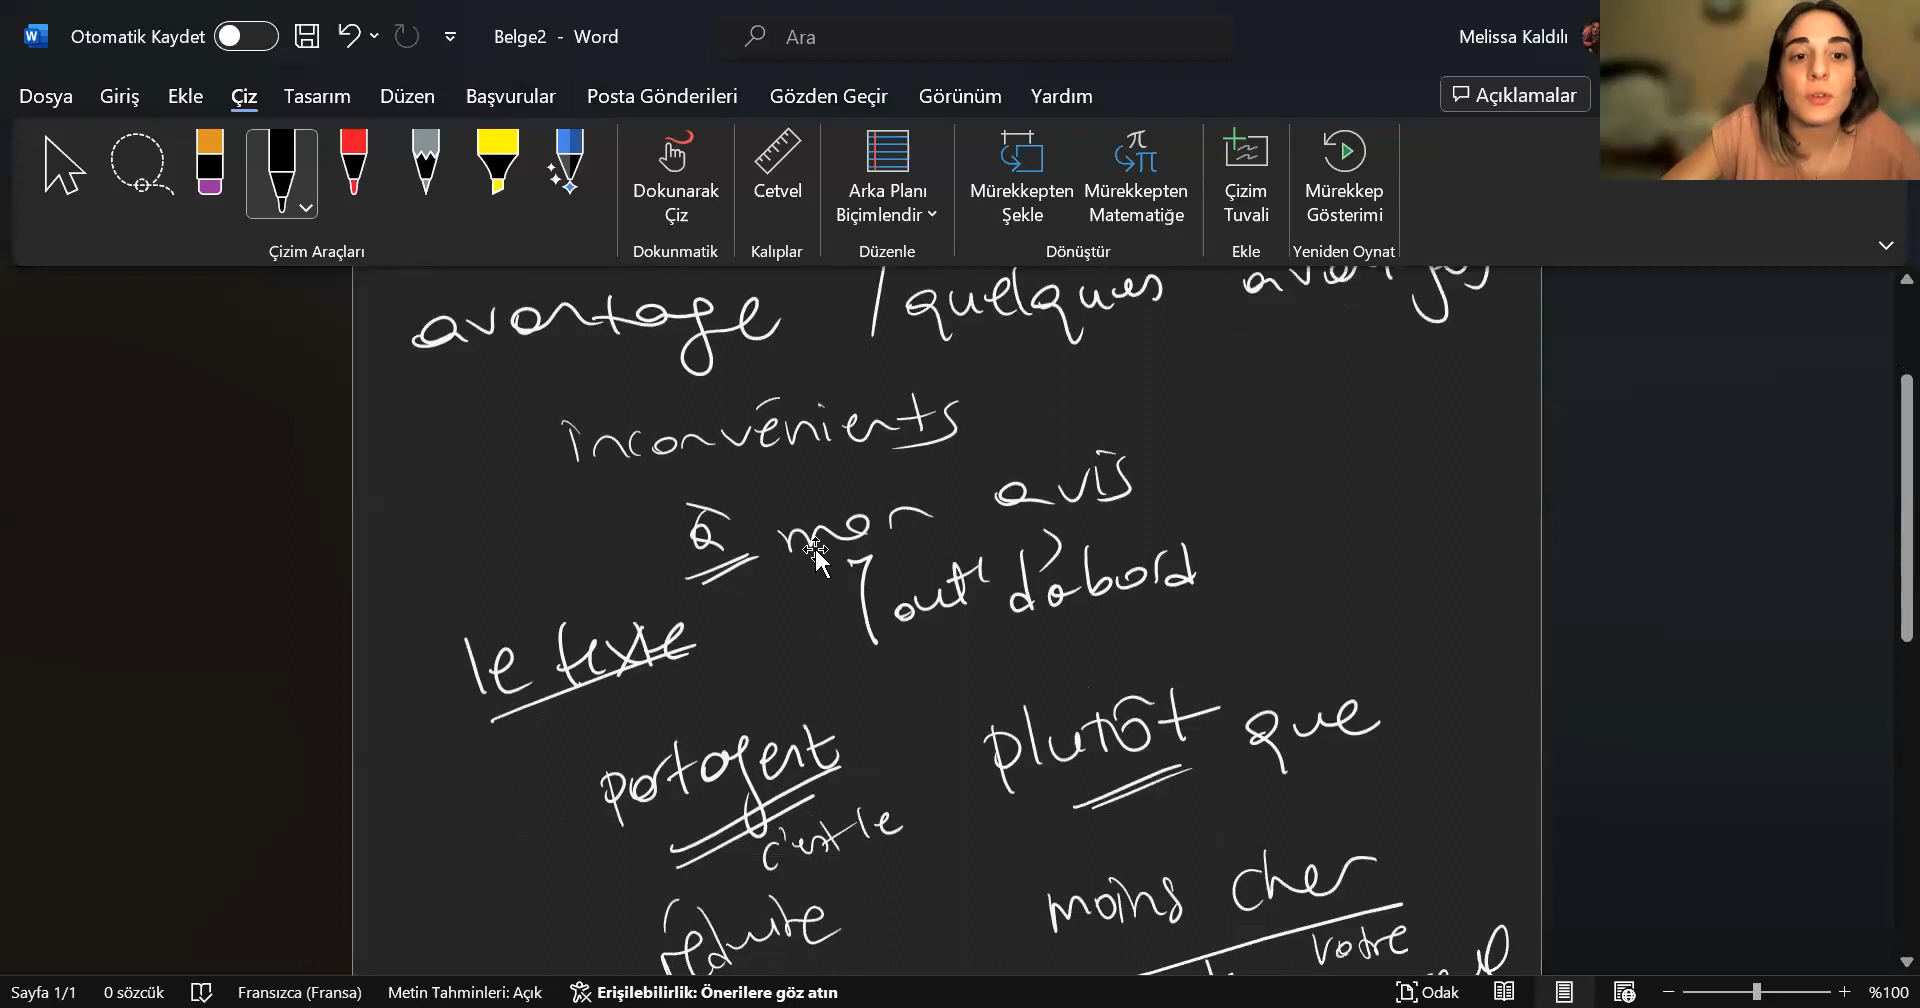 Otomatik Kaydet Belge2 - Word Ara Melissa Kaldılı
Dosya Giriş Ekle Çiz Tasarım Düzen Başvurular Posta Gönderileri Gözden Geçir Görünüm Yardım Açıklamalar
Dokunarak Çiz
Cetvel
Arka Planı Biçimlendir
Mürekkepten Şekle
Mürekkepten Matematiğe
Çizim Tuvali
Mürekkep Gösterimi
Çizim Araçları Dokunmatik Kalıplar Düzenle Dönüştür Ekle Yeniden Oynat
avantage / quelques
inconvénients
à mon avis
Tout d'abord
le texte
partagent plutôt que
c'est le
réduire moins cher
votre
Sayfa 1/1 0 sözcük Fransızca (Fransa) Metin Tahminleri: Açık Erişilebilirlik: Önerilere göz atın Odak %100